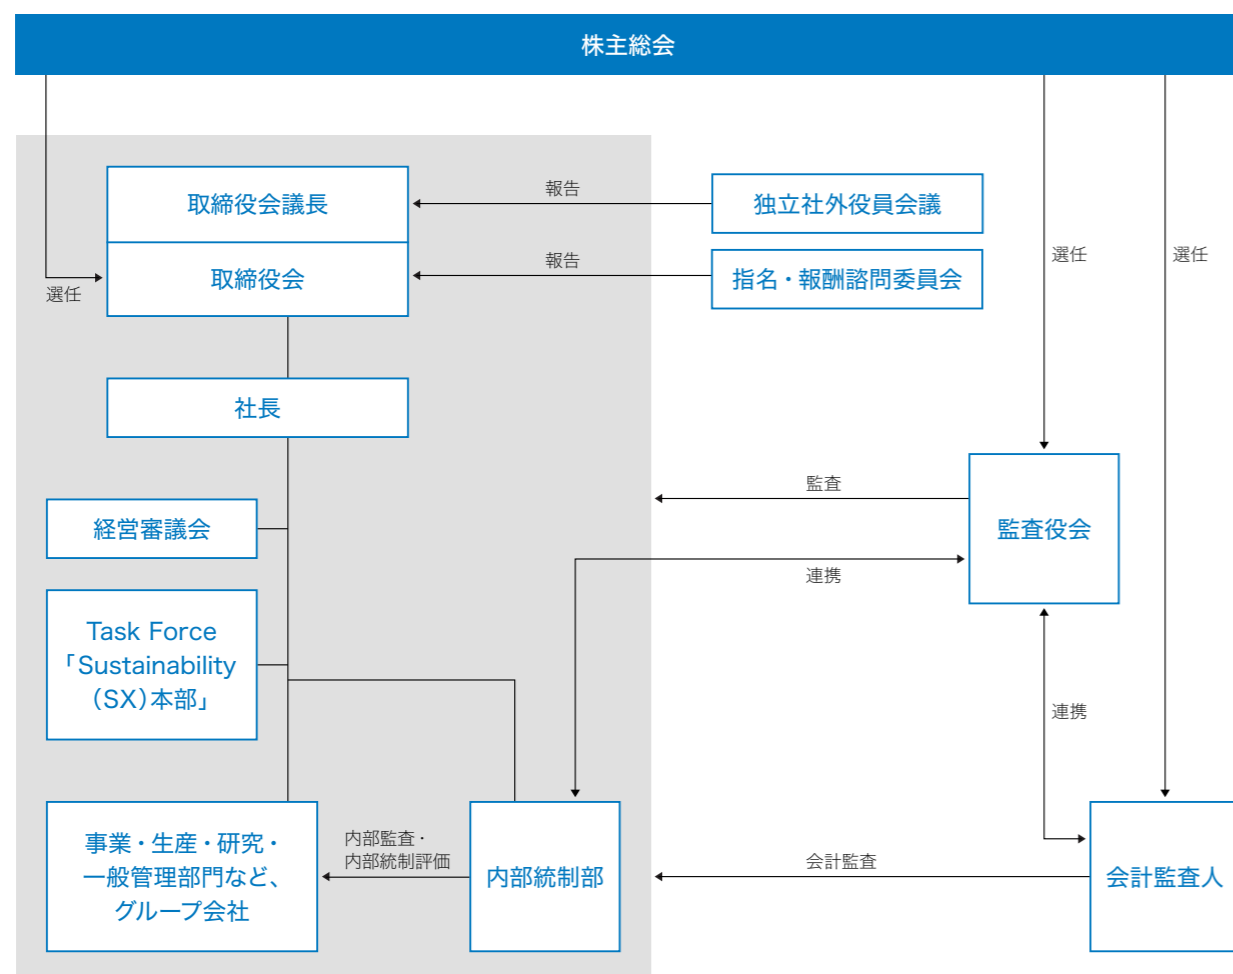 株主総会
取締役会議長
報告
独立社外役員会議
取締役会
報告
指名・報酬諮問委員会
選任
選任
選任
社長
監査
監査役会
経営審議会
連携
Task Force
「Sustainability
(SX)本部」
連携
事業・生産・研究・
一般管理部門など、
グループ会社
内部監査・
内部統制評価
内部統制部
会計監査
会計監査人